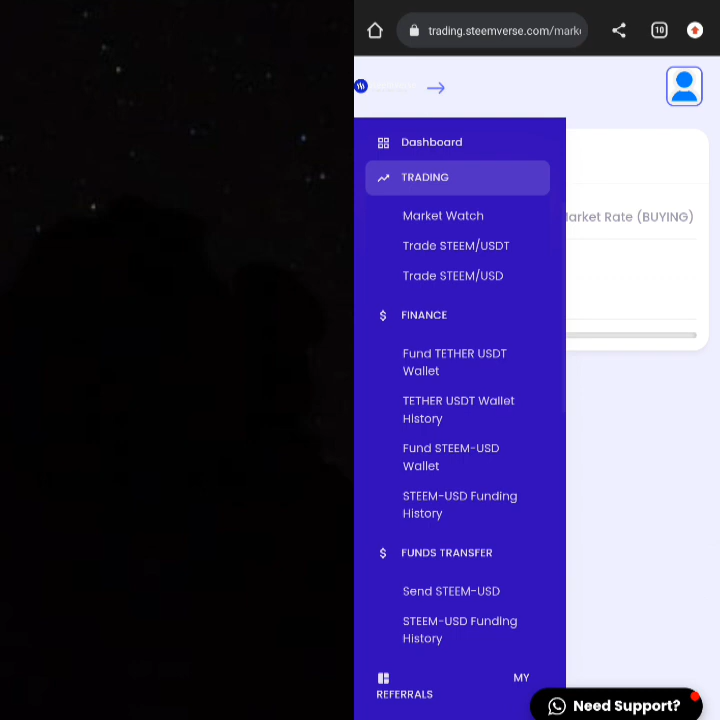 10
trading.steemverse.com/mark
Dashboard
TRADING
Market Watch
Market Rate (BUYING)
Trade STEEM/USDT
Trade STEEM/USD
FINANCE
Fund TETHER USDT
Wallet
TETHER USDT Wallet
History
Fund STEEM-USD
Wallet
STEEM-USD Funding
History
FUNDS TRANSFER
Send STEEM-USD
STEEM-USD Funding
History
MY
REFERRALS
Need Support?